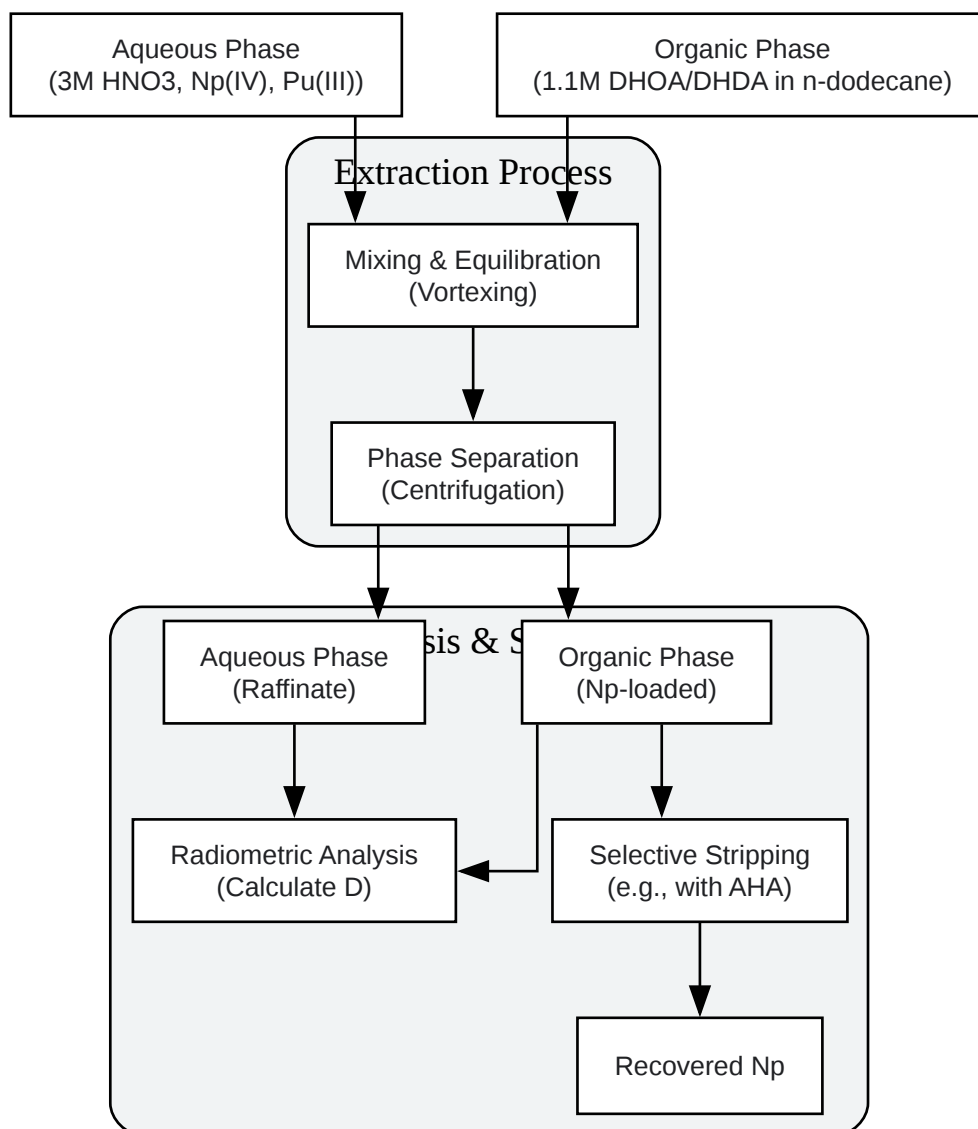 Aqueous Phase
(3M HNO3, Np(IV), Pu(III))
Organic Phase
(1.1M DHOA/DHDA in n-dodecane)
Extraction Process
Mixing & Equilibration
(Vortexing)
Phase Separation
(Centrifugation)
&
Aqueous Phase
(Raffinate)
Organic Phase
(Np-loaded)
Radiometric Analysis
(Calculate D)
Selective Stripping
(e.g., with AHA)
Recovered Np